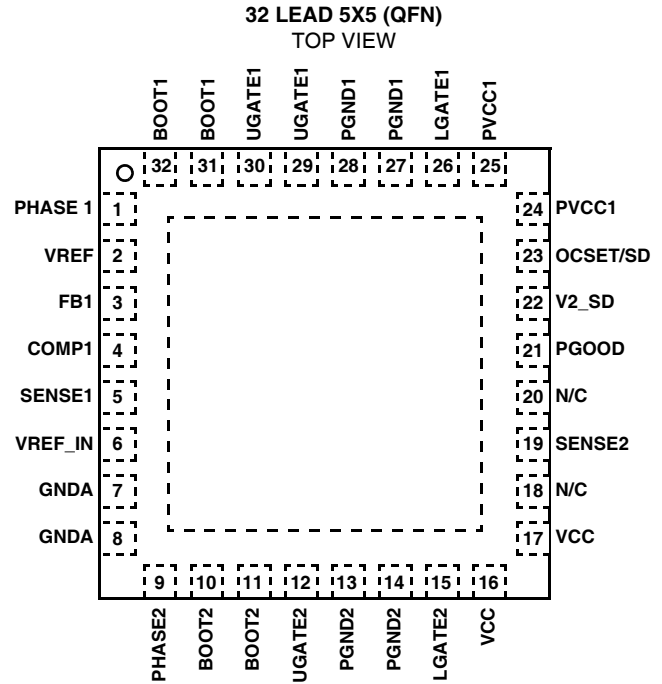 32 LEAD 5X5 (QFN)
TOP VIEW
BOOT1
BOOT1
UGATE1
UGATE1
PGND1
PGND1
LGATE1
PVCC1
32 31 30 29 28 27 26 25
PHASE 1 1
VREF 2
FB1 3
COMP1 4
SENSE1 5
VREF_IN 6
GNDA 7
GNDA 8
24 PVCC1
23 OCSET/SD
22 V2_SD
21 PGOOD
20 N/C
19 SENSE2
18 N/C
17 VCC
9 10 11 12 13 14 15 16
PHASE2
BOOT2
BOOT2
UGATE2
PGND2
PGND2
LGATE2
VCC